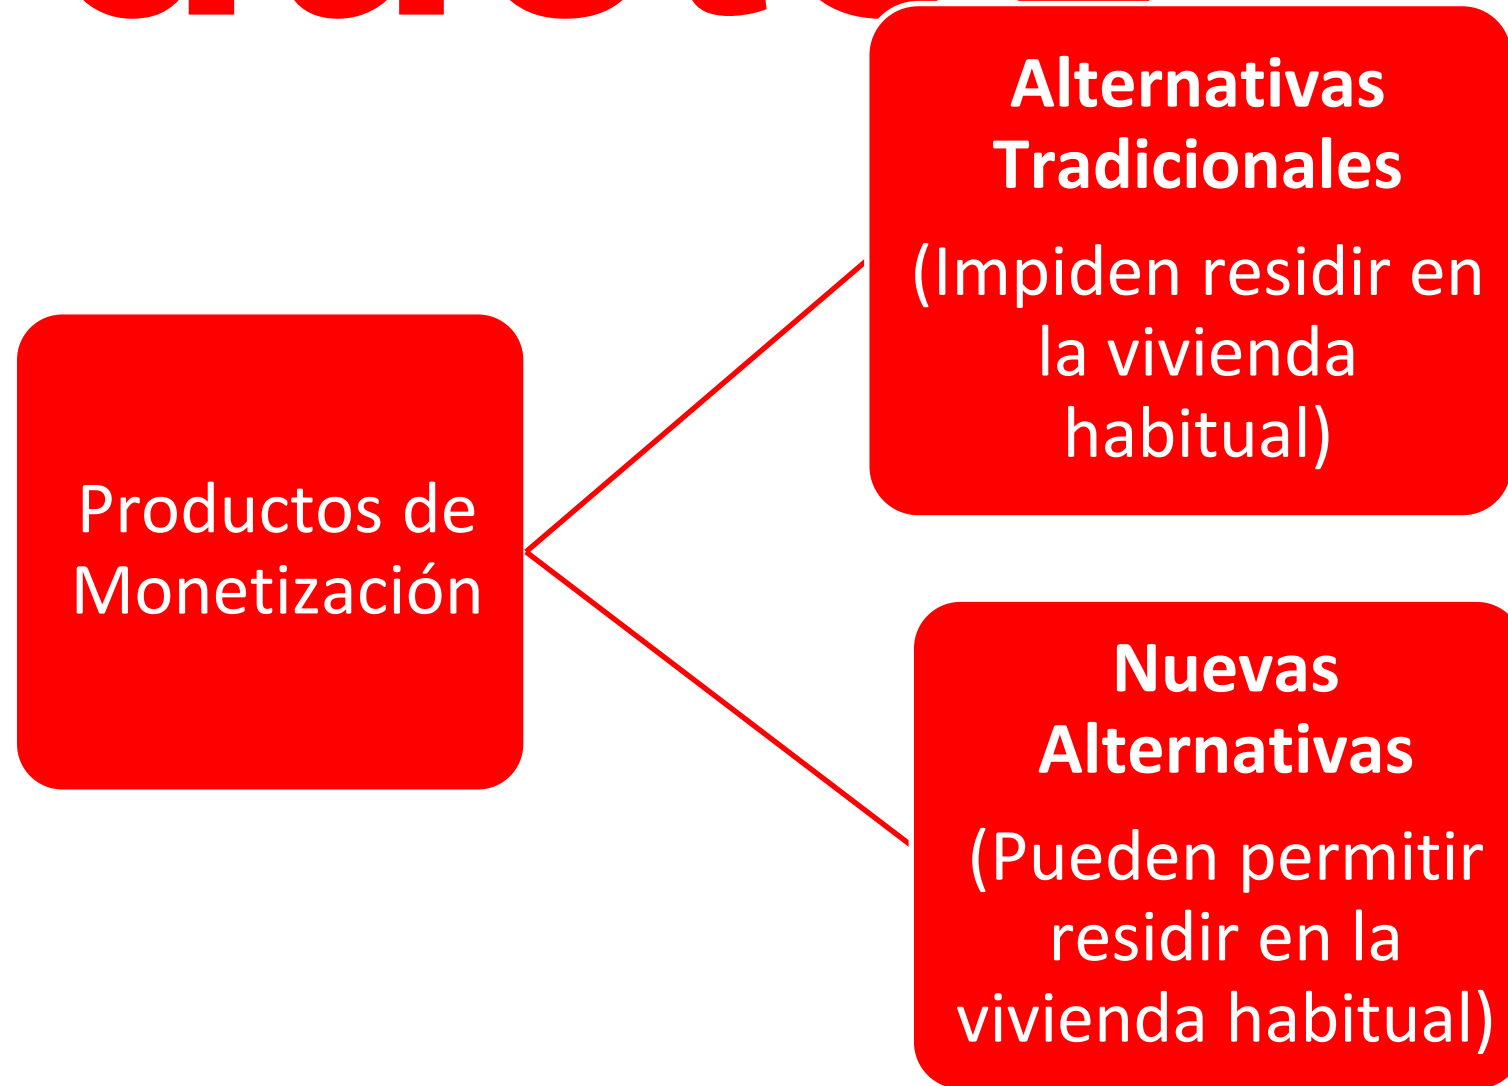 Alternativas
Tradicionales
(Impiden residir en
la vivienda
habitual)
Productos de
Monetización
Nuevas
Alternativas
(Pueden permitir
residir en la
vivienda habitual)